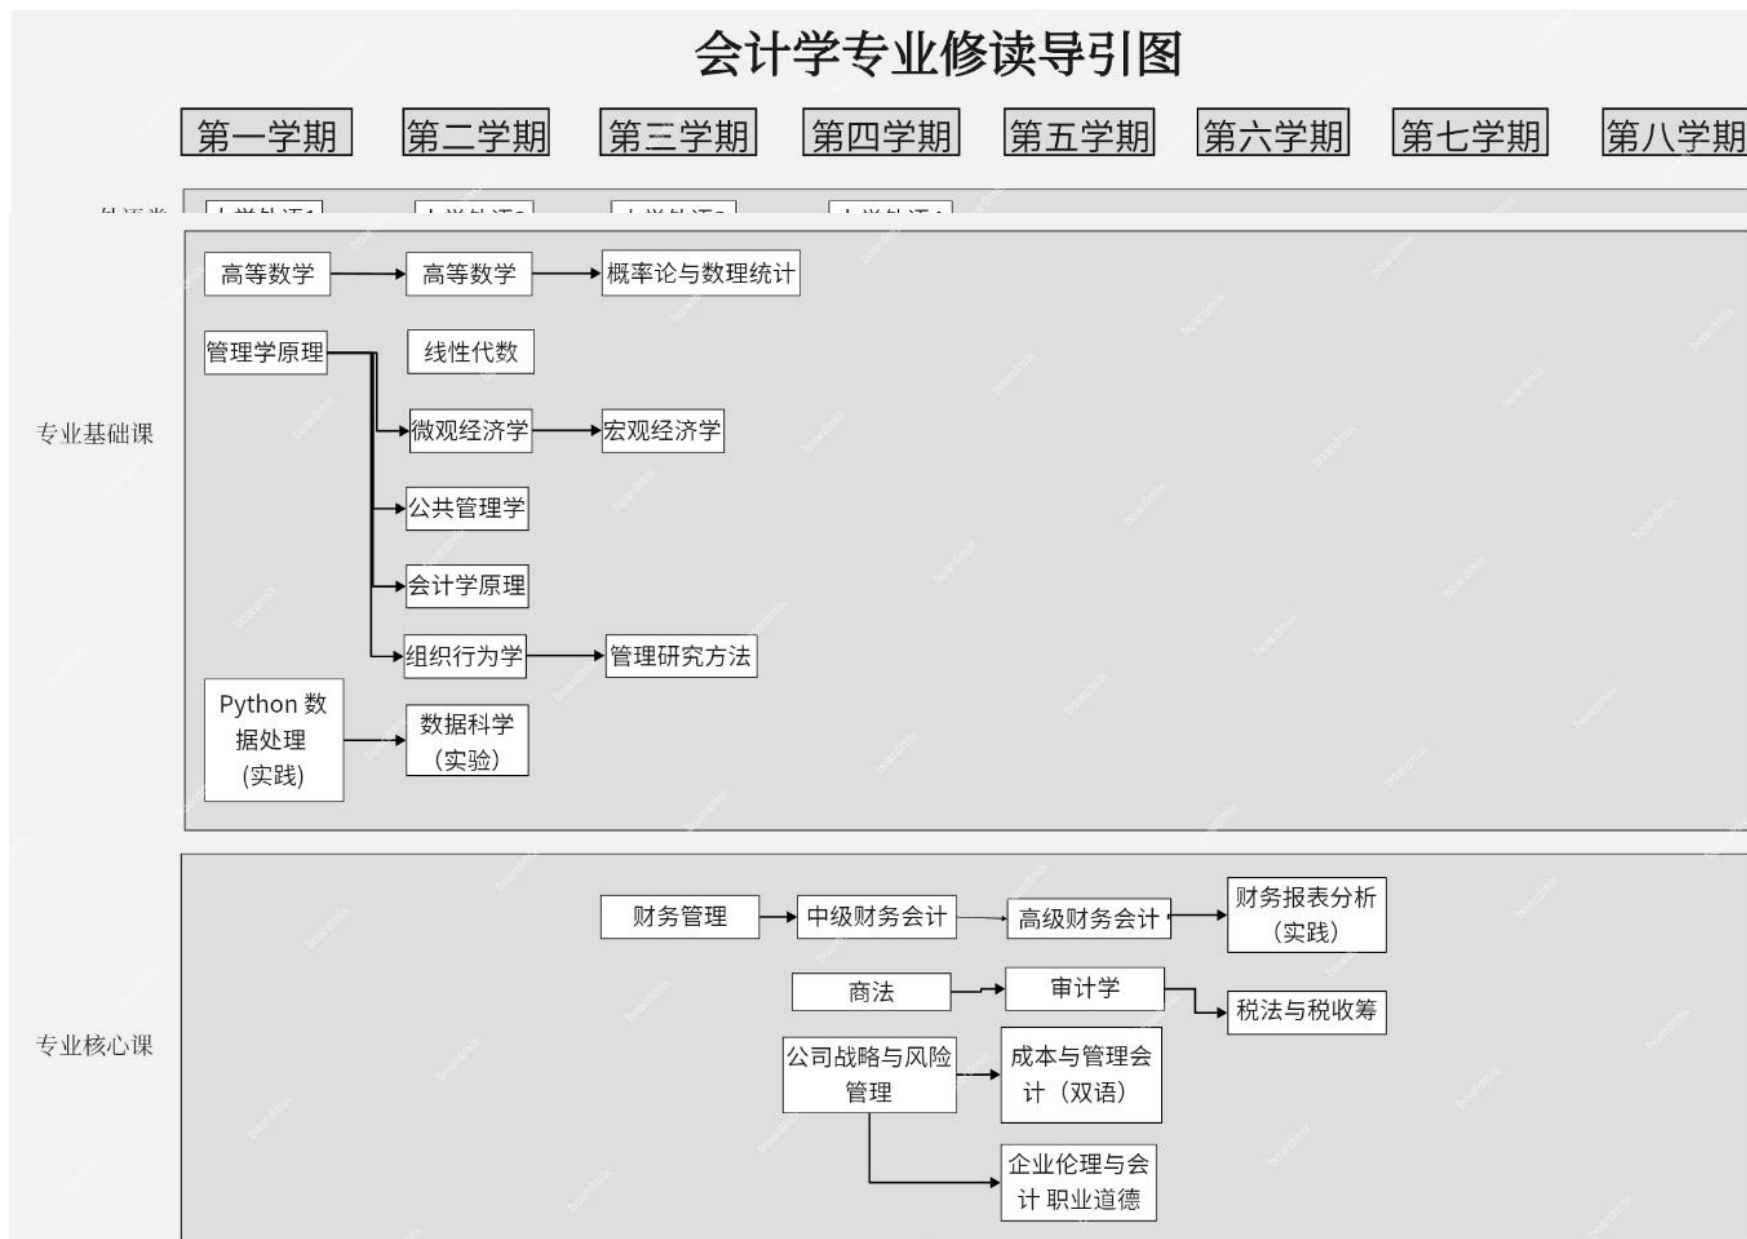 会计学专业修读导引图
第一学期
第二学期
第三学期
第四学期
第五学期
第六学期
第七学期
第八学期
高等数学
高等数学
概率论与数理统计
管理学原理
线性代数
专业基础课
微观经济学
宏观经济学
公共管理学
会计学原理
组织行为学
管理研究方法
Python 数
据处理
(实践)
数据科学
（实验）
专业核心课
财务管理
中级财务会计
高级财务会计
财务报表分析
（实践）
商法
审计学
税法与税收筹
公司战略与风险
管理
成本与管理会
计（双语）
企业伦理与会
计 职业道德
boardmix